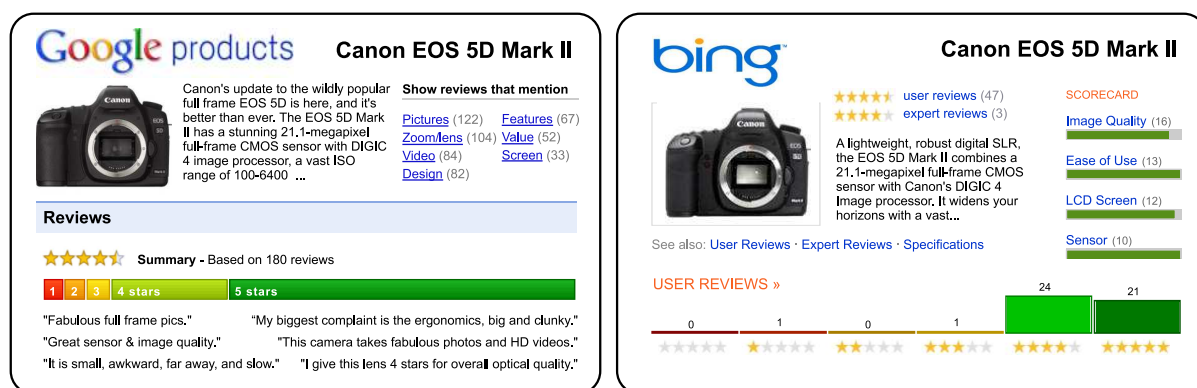 Google products
Canon EOS 5D Mark II
Canon's update to the wildly popular
full frame EOS 5D is here, and it's
better than ever. The EOS 5D Mark
II has a stunning 21.1-megapixel
full-frame CMOS sensor with DIGIC
4 image processor, a vast ISO
range of 100-6400 ...
Show reviews that mention
Pictures (122) Features (67)
Zoom/lens (104) Value (52)
Video (84) Screen (33)
Design (82)
Canon
EOS
5D
Reviews
Summary - Based on 180 reviews
1 2 3 4 stars 5 stars
"Fabulous full frame pics." "My biggest complaint is the ergonomics, big and clunky."
"Great sensor & image quality." "This camera takes fabulous photos and HD videos."
"It is small, awkward, far away, and slow." "I give this lens 4 stars for overall optical quality."
bing
Canon EOS 5D Mark II
user reviews (47)
expert reviews (3)
A lightweight, robust digital SLR,
the EOS 5D Mark II combines a
21.1-megapixel full-frame CMOS
sensor with Canon's DIGIC 4
Image processor. It widens your
horizons with a vast...
Canon
EOS
SCORECARD
Image Quality (16)
Ease of Use (13)
LCD Screen (12)
Sensor (10)
See also: User Reviews · Expert Reviews · Specifications
USER REVIEWS »
0 1 0 1 24 21